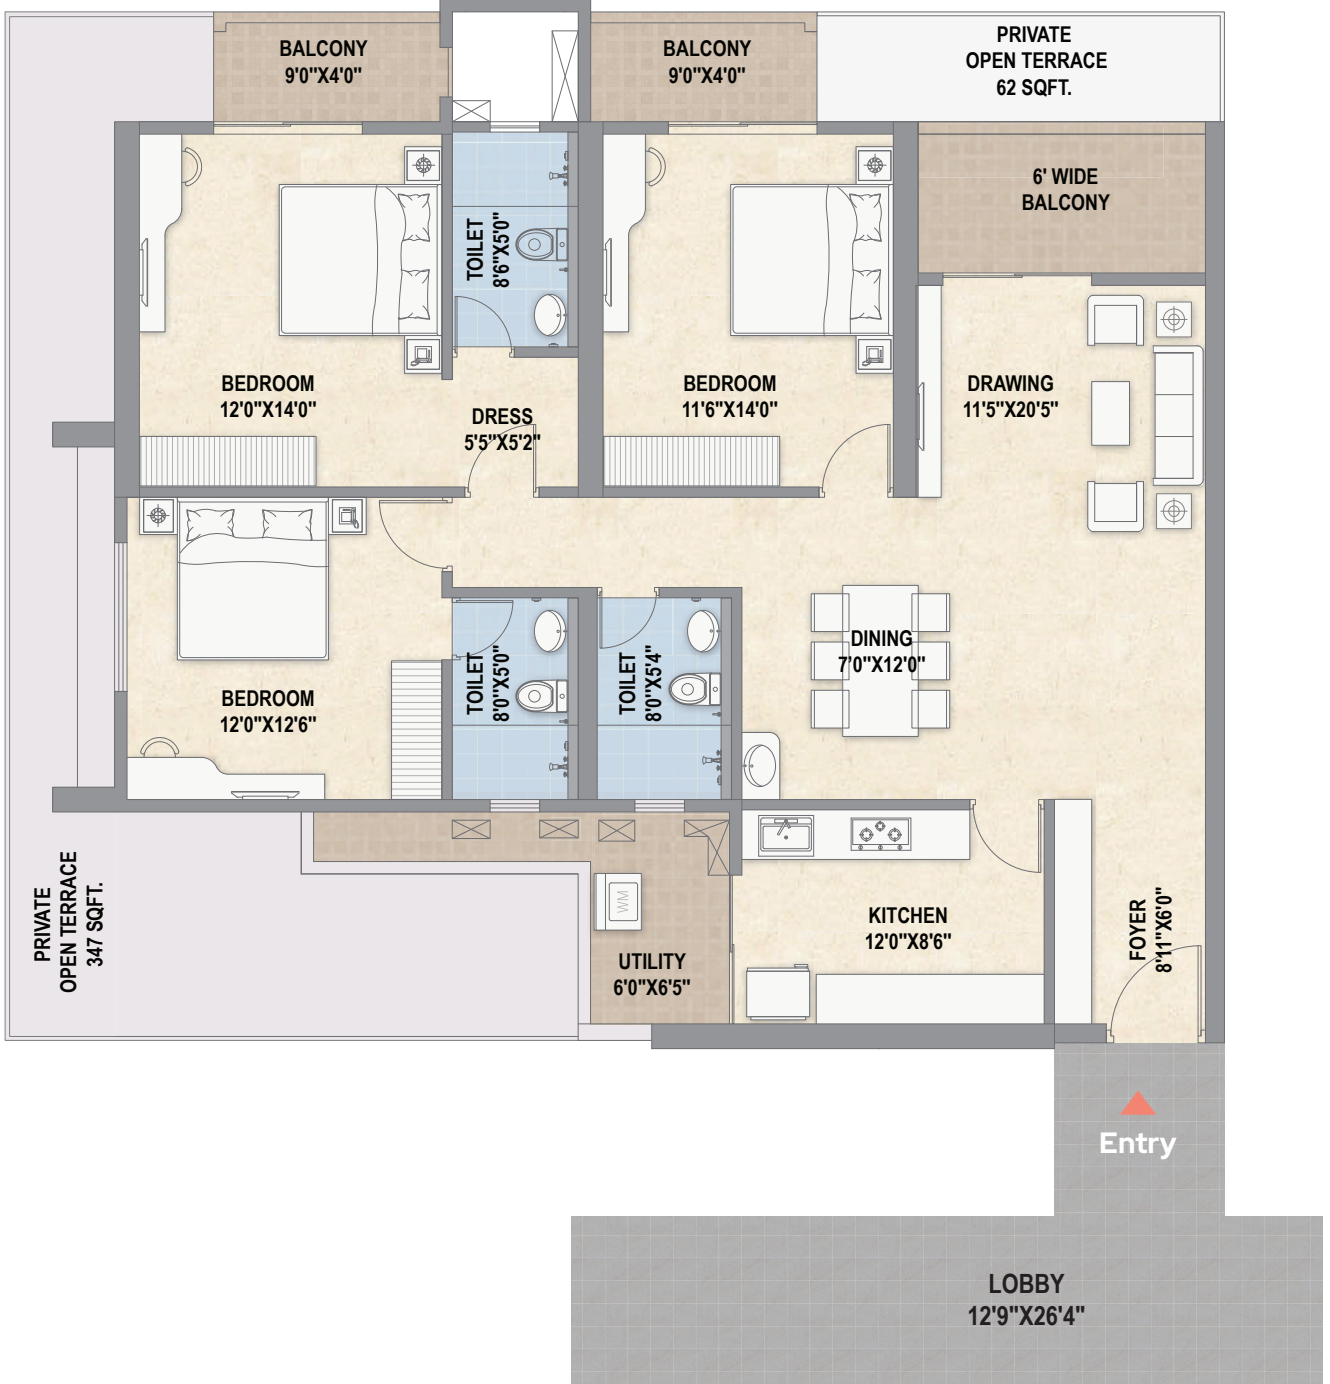 BALCONY
9'0"X4'0"
BALCONY
9'0"X4'0"
PRIVATE
OPEN TERRACE
62 SQFT.
6' WIDE
BALCONY
TOILET
8'6"X5'0"
BEDROOM
12'0"X14'0"
DRESS
5'5"X5'2"
BEDROOM
11'6"X14'0"
DRAWING
11'5"X20'5"
BEDROOM
12'0"X12'6"
TOILET
8'0"X5'0"
TOILET
8'0"X5'4"
DINING
7'0"X12'0"
PRIVATE
OPEN TERRACE
347 SQFT.
WM
UTILITY
6'0"X6'5"
KITCHEN
12'0"X8'6"
FOYER
8'11"X6'0"
Entry
LOBBY
12'9"X26'4"